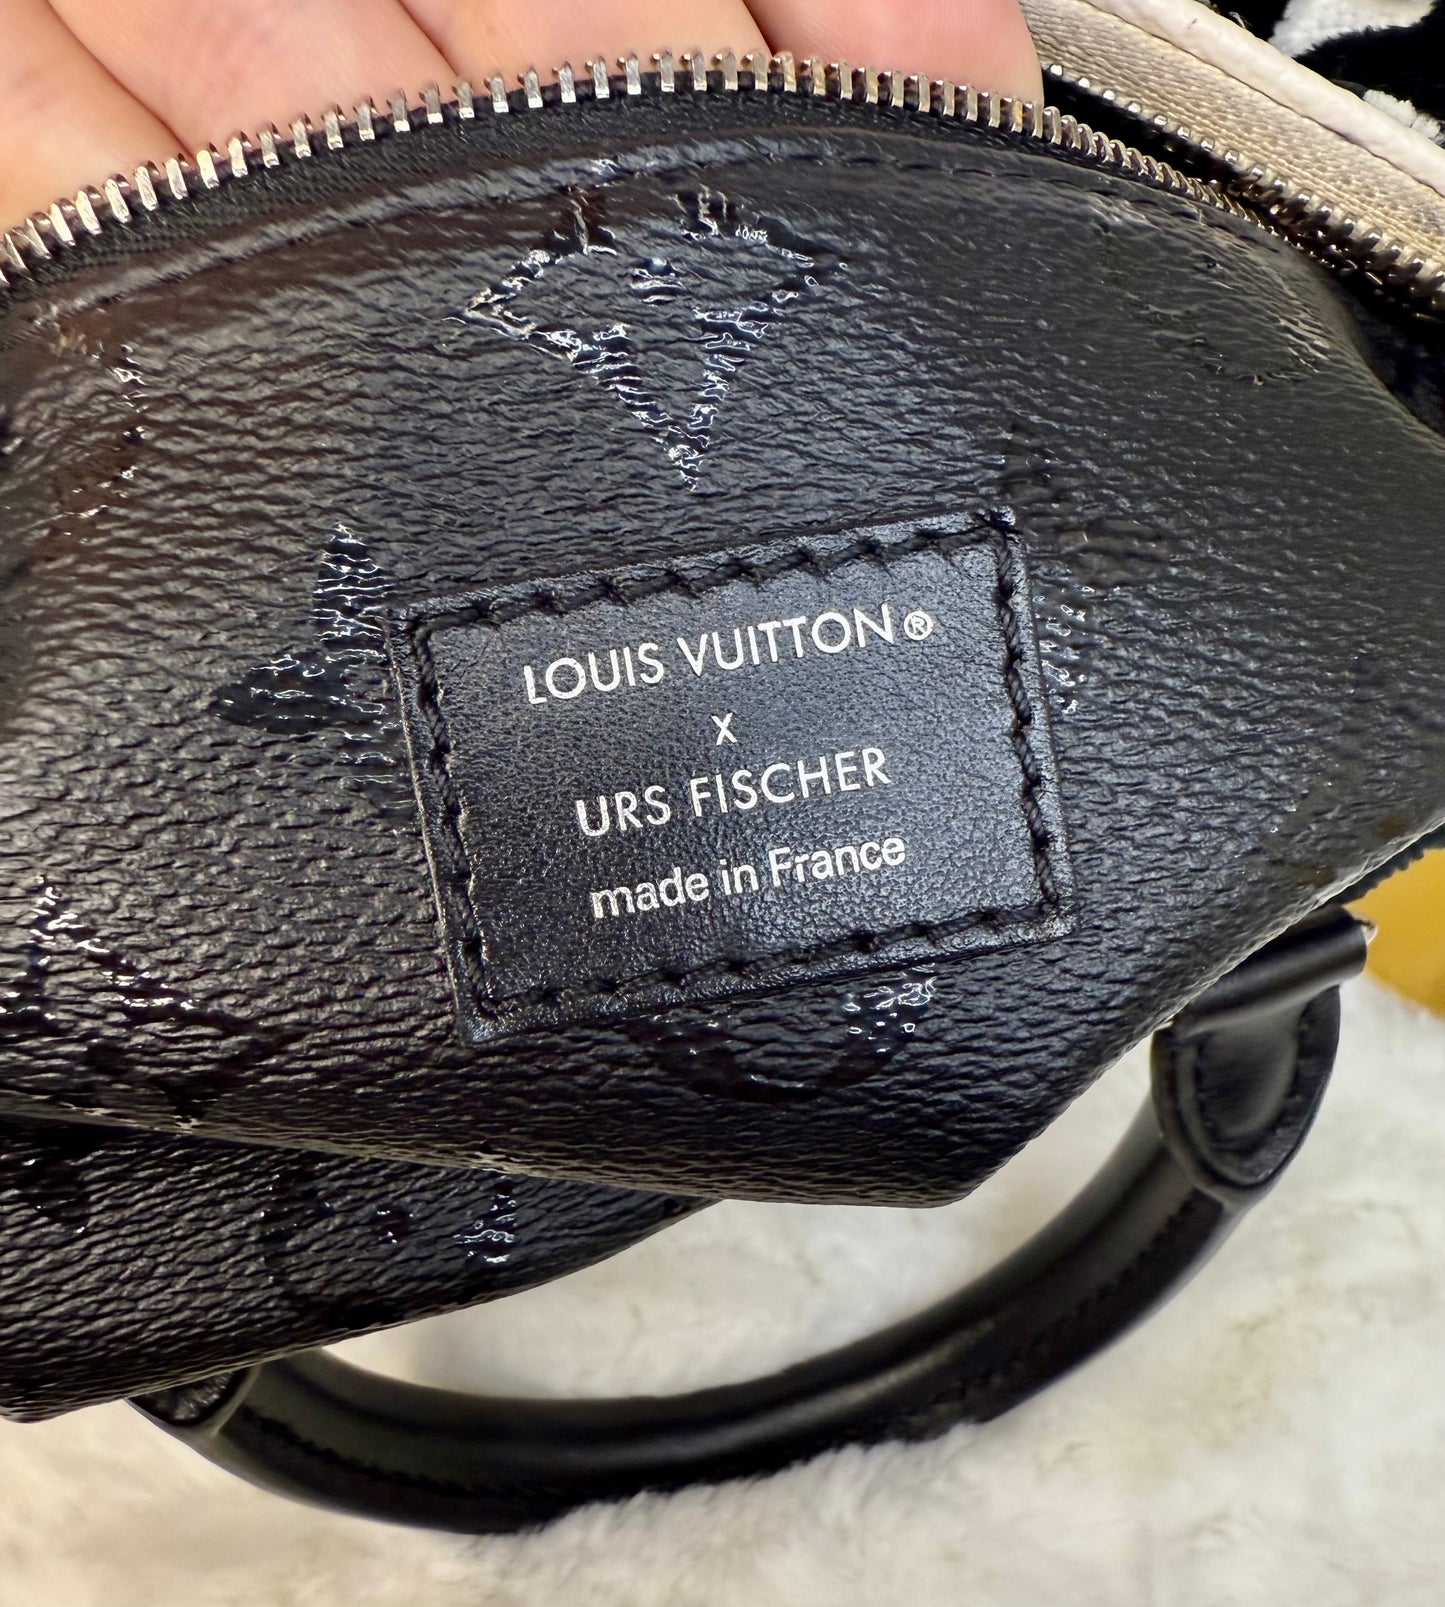 LOUIS VUITTON®
x
URS FISCHER
made in France